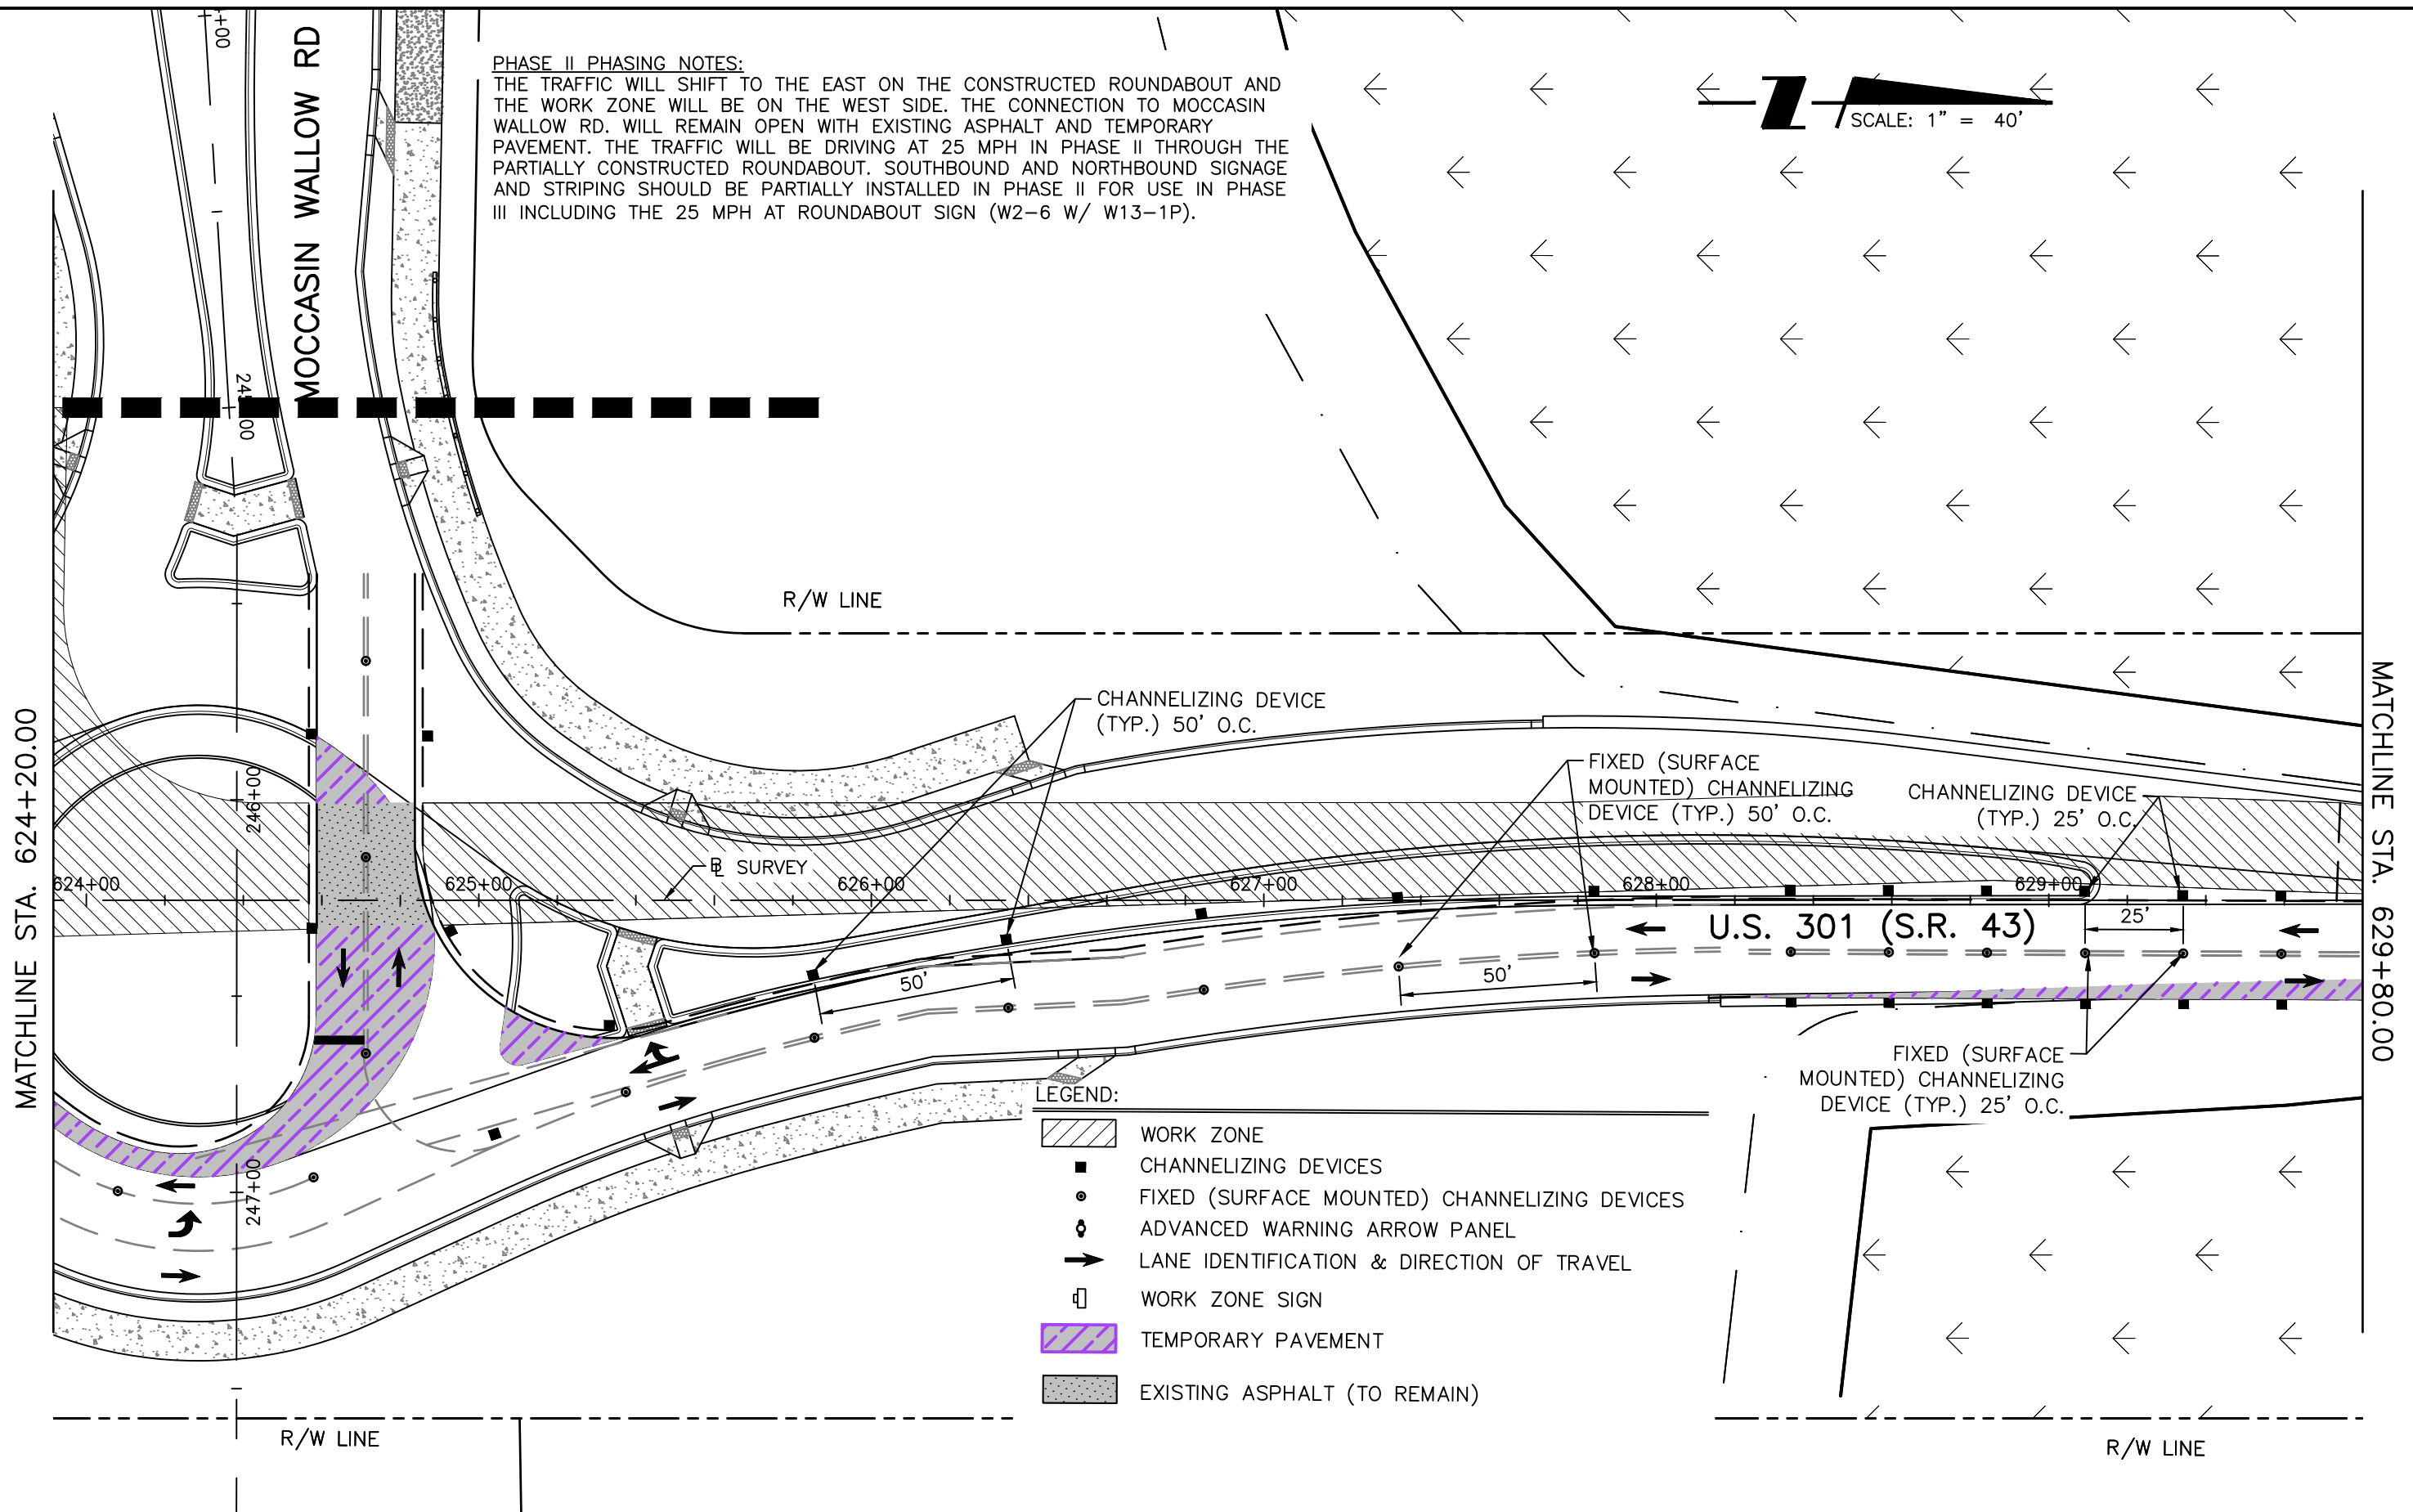 +00
MOCCASIN WALLOW RD
PHASE II PHASING NOTES:
THE TRAFFIC WILL SHIFT TO THE EAST ON THE CONSTRUCTED ROUNDABOUT AND
THE WORK ZONE WILL BE ON THE WEST SIDE. THE CONNECTION TO MOCCASIN
WALLOW RD. WILL REMAIN OPEN WITH EXISTING ASPHALT AND TEMPORARY
PAVEMENT. THE TRAFFIC WILL BE DRIVING AT 25 MPH IN PHASE II THROUGH THE
PARTIALLY CONSTRUCTED ROUNDABOUT. SOUTHBOUND AND NORTHBOUND SIGNAGE
AND STRIPING SHOULD BE PARTIALLY INSTALLED IN PHASE II FOR USE IN PHASE
III INCLUDING THE 25 MPH AT ROUNDABOUT SIGN (W2-6 W/ W13-1P).
Z
SCALE: 1" = 40'
R/W LINE
CHANNELIZING DEVICE
(TYP.) 50' O.C.
FIXED (SURFACE
MOUNTED) CHANNELIZING
DEVICE (TYP.) 50' O.C.
CHANNELIZING DEVICE
(TYP.) 25' O.C.
MATCHLINE STA. 624+20.00
MATCHLINE STA. 629+80.00
246+00
℄ SURVEY
624+00
625+00
626+00
627+00
628+00
629+00
U.S. 301 (S.R. 43)
25'
50'
50'
FIXED (SURFACE
MOUNTED) CHANNELIZING
DEVICE (TYP.) 25' O.C.
247+00
LEGEND:
WORK ZONE
CHANNELIZING DEVICES
FIXED (SURFACE MOUNTED) CHANNELIZING DEVICES
ADVANCED WARNING ARROW PANEL
LANE IDENTIFICATION & DIRECTION OF TRAVEL
WORK ZONE SIGN
TEMPORARY PAVEMENT
EXISTING ASPHALT (TO REMAIN)
R/W LINE
R/W LINE